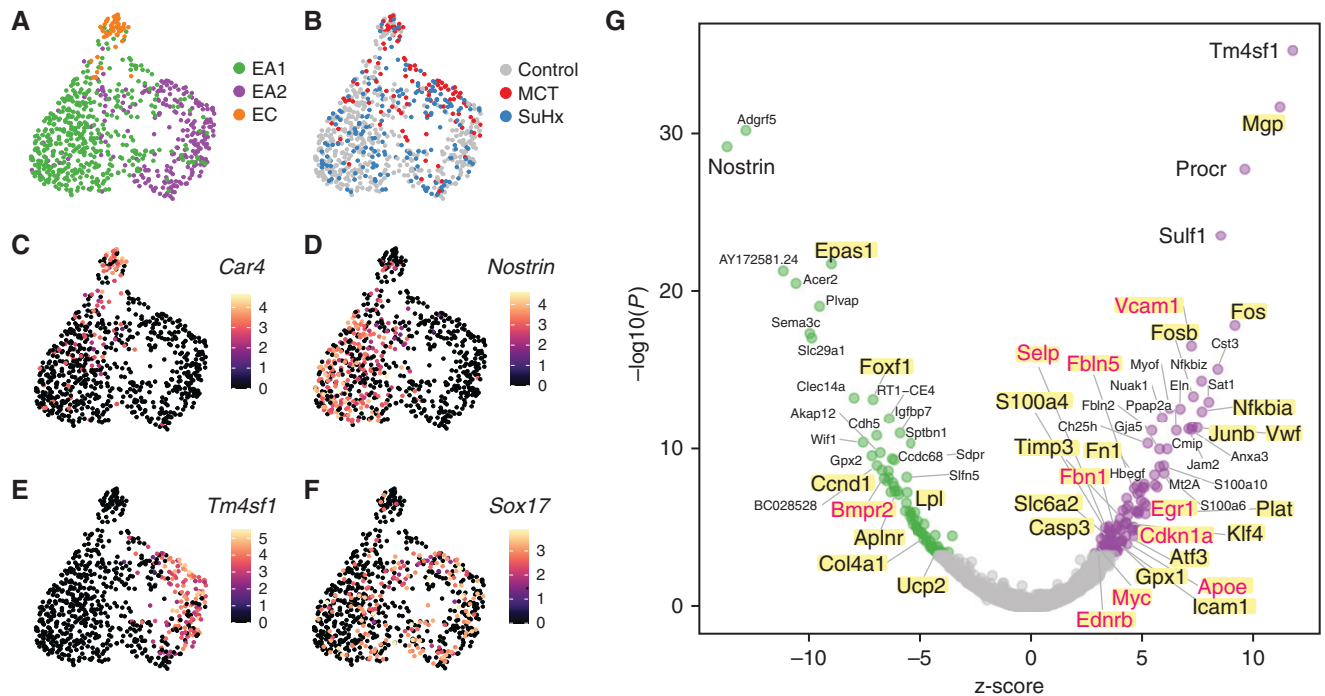 A
EA1
EA2
EC
B
Control
MCT
SuHx
C
Car4
4
3
2
1
0
D
Nostrin
4
3
2
1
0
E
Tm4sf1
5
4
3
2
1
0
F
Sox17
3
2
1
0
G
–log10(P)
30
20
10
0
−10
−5
0
5
10
z-score
Tm4sf1
Mgp
Adgrf5
Nostrin
Procr
Sulf1
Epas1
AY172581.24
Acer2
Plvap
Sema3c
Slc29a1
Vcam1
Fos
Fosb
Cst3
Selp
Fbln5
Myof
Nfkbiz
Foxf1
Clec14a
RT1−CE4
Nuak1
Eln
Sat1
S100a4
Akap12
Igfbp7
Fbln2
Ppap2a
Nfkbia
Cdh5
Sptbn1
Ch25h
Gja5
Junb
Vwf
Wif1
Timp3
Fn1
Cmip
Anxa3
Gpx2
Ccdc68
Sdpr
Jam2
Ccnd1
Slfn5
Fbn1
Hbegf
Mt2A
S100a10
BC028528
Bmpr2
Lpl
Slc6a2
Egr1
S100a6
Plat
Aplnr
Casp3
Cdkn1a
Klf4
Col4a1
Atf3
Ucp2
Gpx1
Apoe
Myc
Icam1
Ednrb